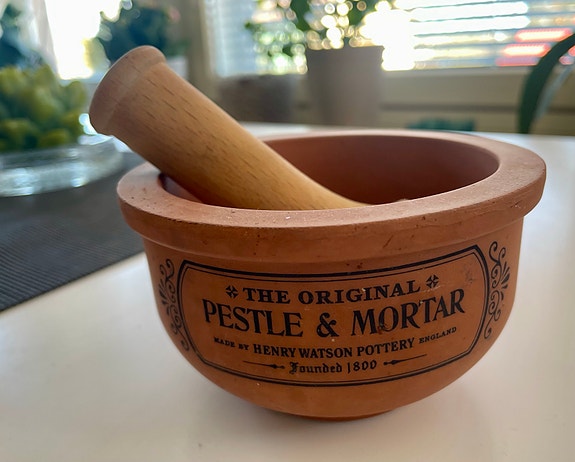 THE ORIGINAL
PESTLE & MORTAR
MADE BY HENRY WATSON POTTERY ENGLAND
Founded 1800